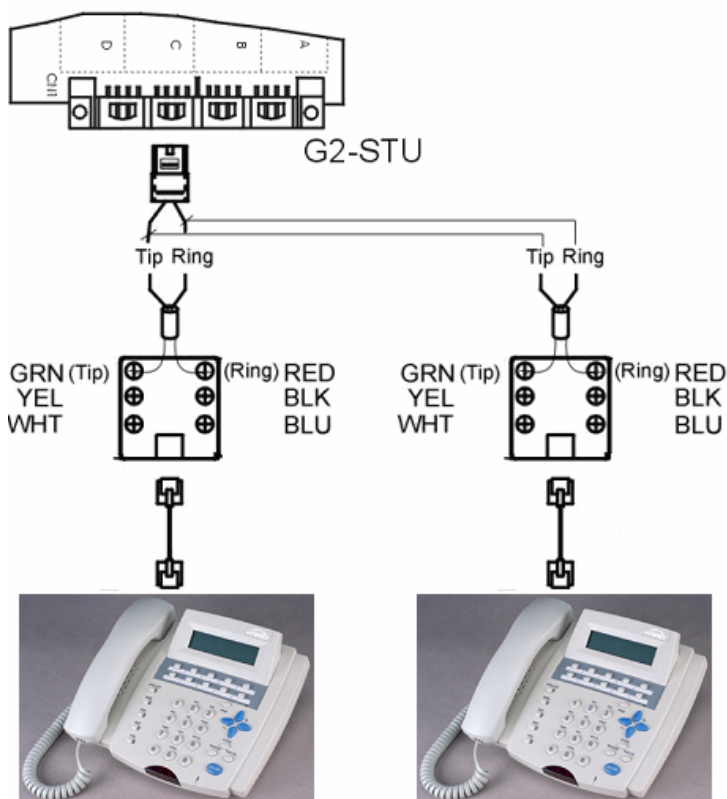 D C B A
CN1
G2-STU
Tip Ring Tip Ring
GRN (Tip) (Ring) RED GRN (Tip) (Ring) RED
YEL BLK YEL BLK
WHT BLU WHT BLU